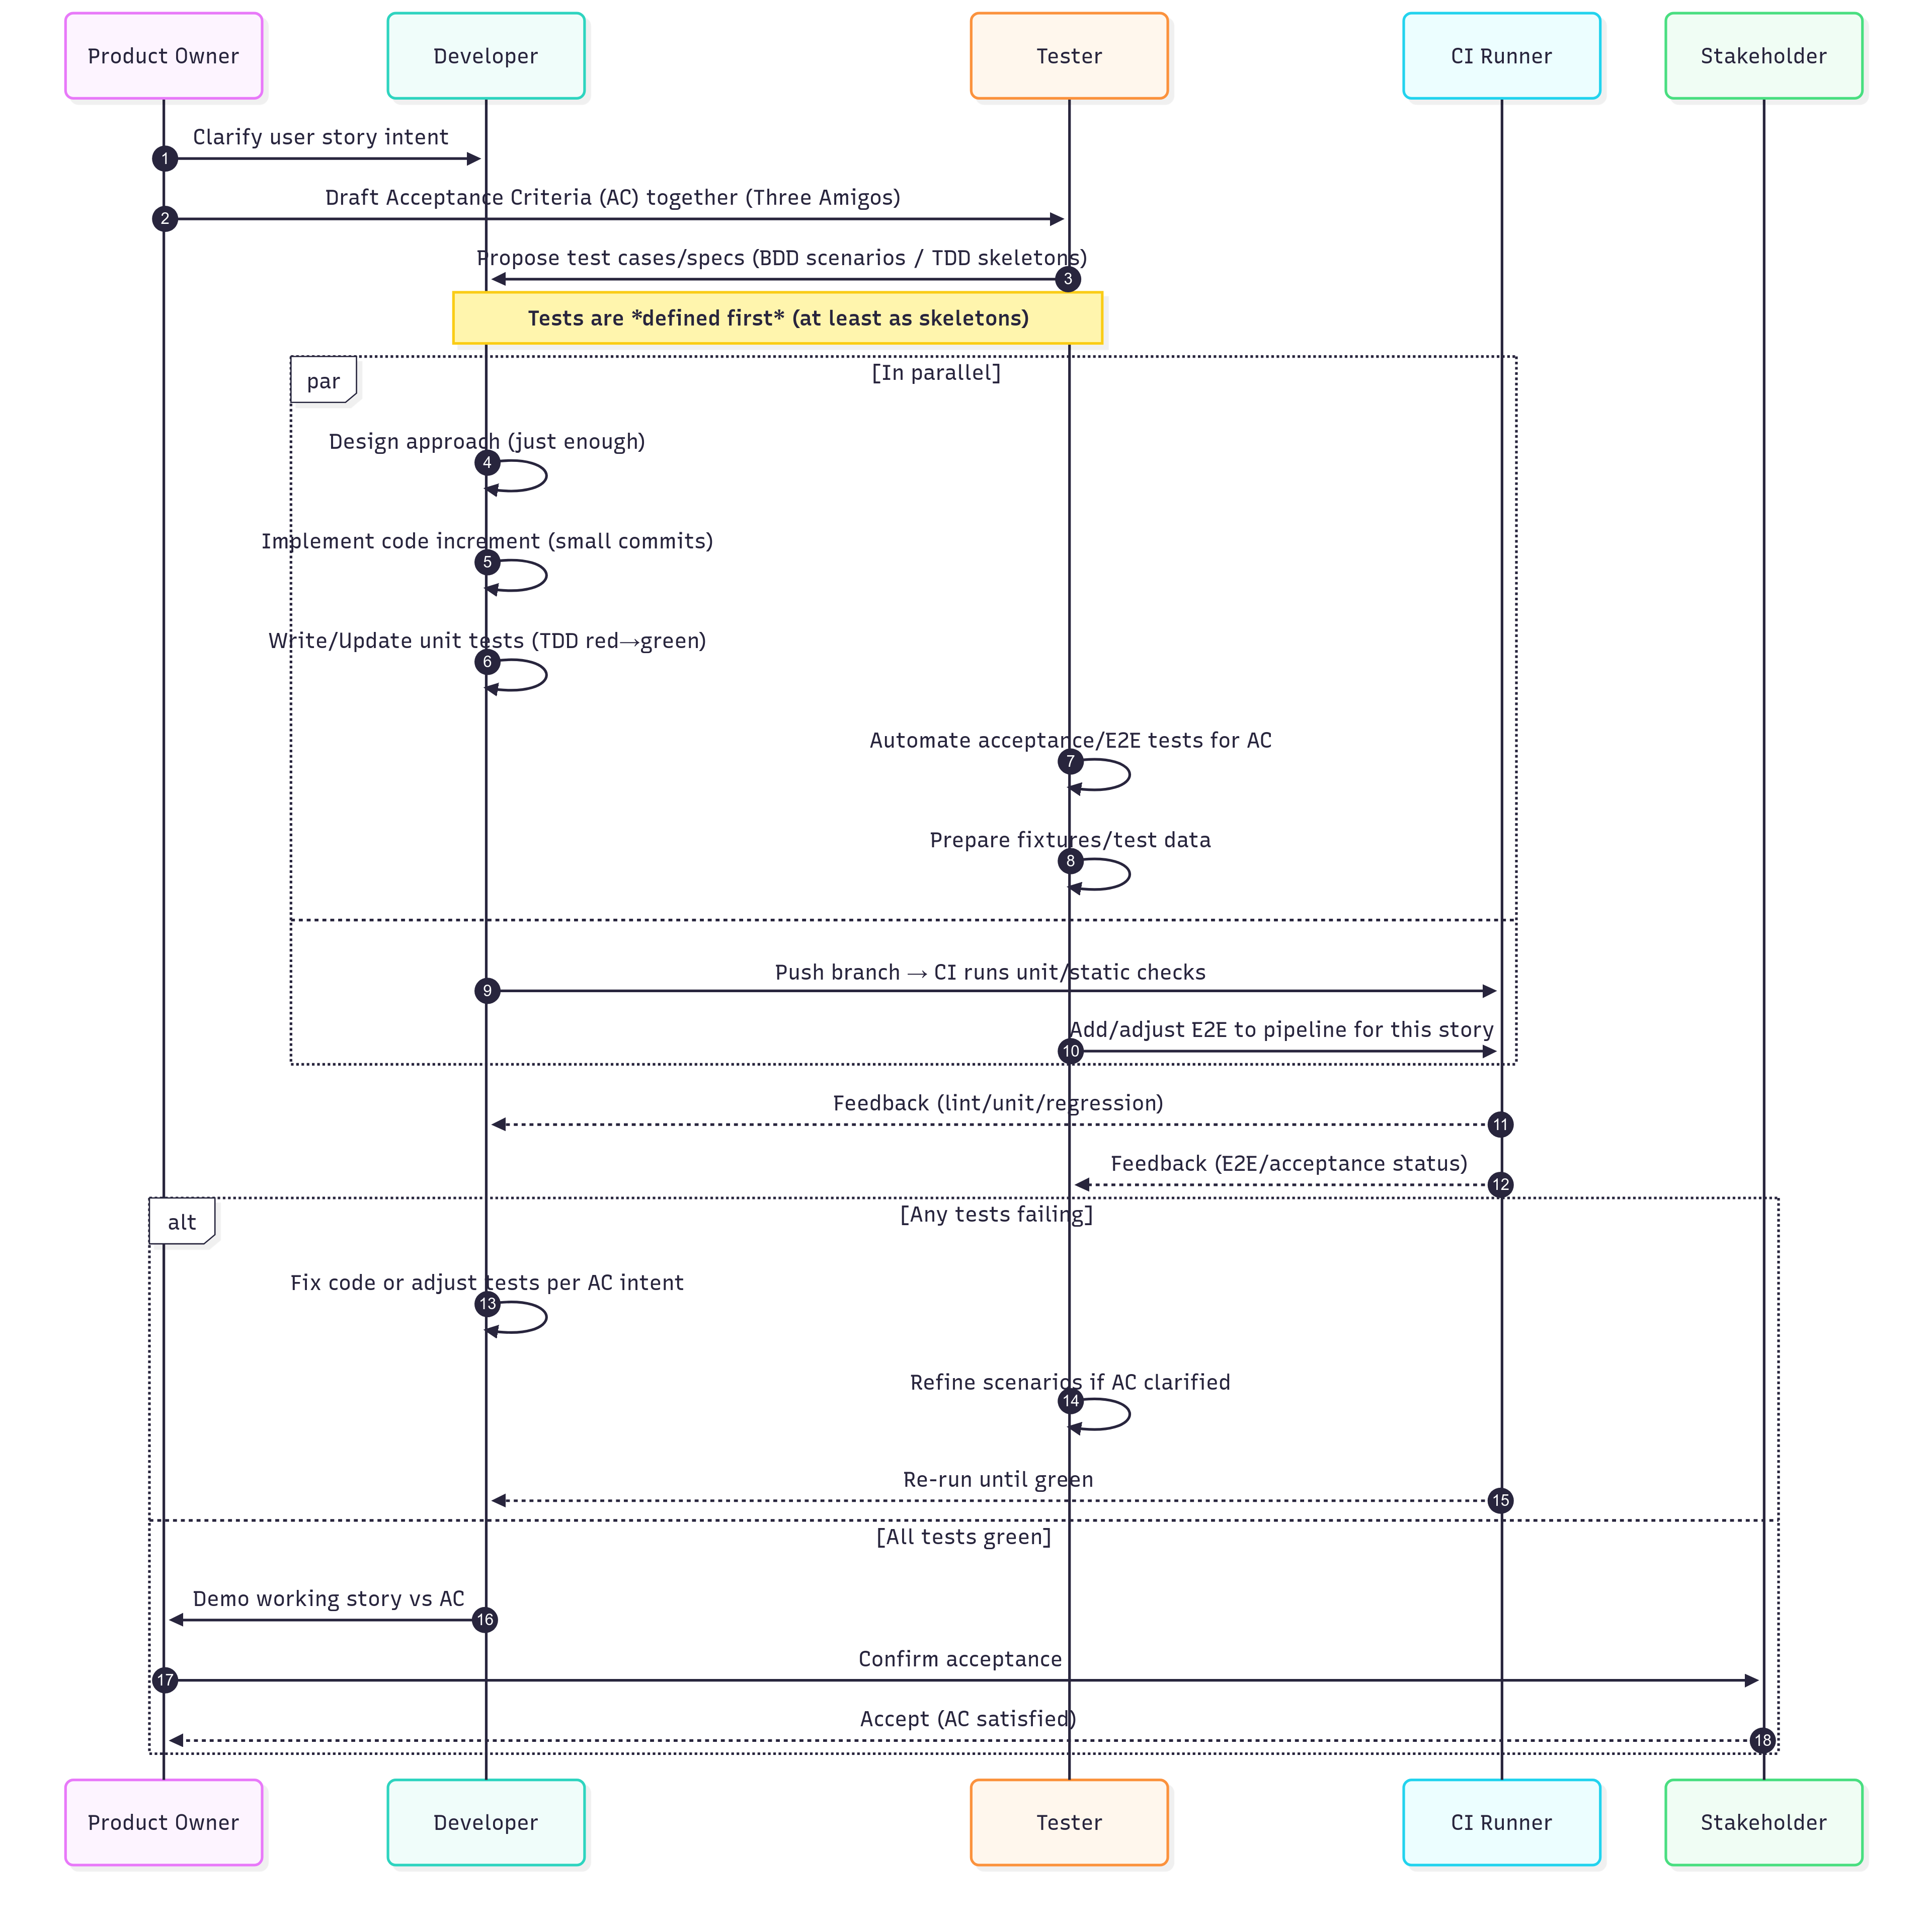 Product Owner
Developer
Tester
CI Runner
Stakeholder
Clarify user story intent
1
Draft Acceptance Criteria (AC) together (Three Amigos)
2
Propose test cases/specs (BDD scenarios / TDD skeletons)
3
Tests are *defined first* (at least as skeletons)
par
[In parallel]
Design approach (just enough)
4
Implement code increment (small commits)
5
Write/Update unit tests (TDD red→green)
6
Automate acceptance/E2E tests for AC
7
Prepare fixtures/test data
8
Push branch → CI runs unit/static checks
9
Add/adjust E2E to pipeline for this story
10
Feedback (lint/unit/regression)
11
Feedback (E2E/acceptance status)
12
alt
[Any tests failing]
Fix code or adjust tests per AC intent
13
Refine scenarios if AC clarified
14
Re-run until green
15
[All tests green]
Demo working story vs AC
16
Confirm acceptance
17
Accept (AC satisfied)
18
Product Owner
Developer
Tester
CI Runner
Stakeholder